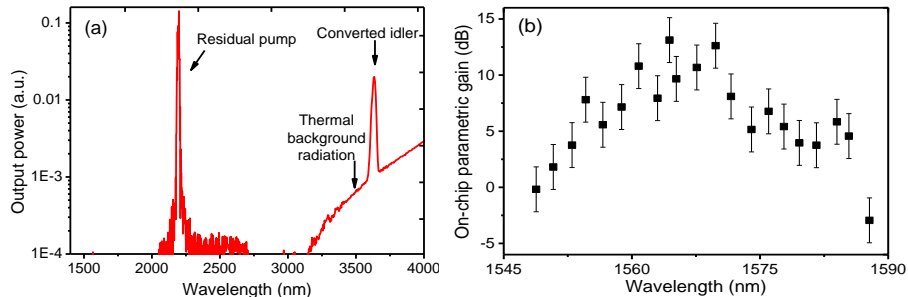 (a)
Residual pump
Converted idler
Thermal
background
radiation
Output power (a.u.)
0.1
0.01
1E-3
1E-4
1500 2000 2500 3000 3500 4000
Wavelength (nm)
(b)
On-chip parametric gain (dB)
15
10
5
0
-5
1545 1560 1575 1590
Wavelength (nm)